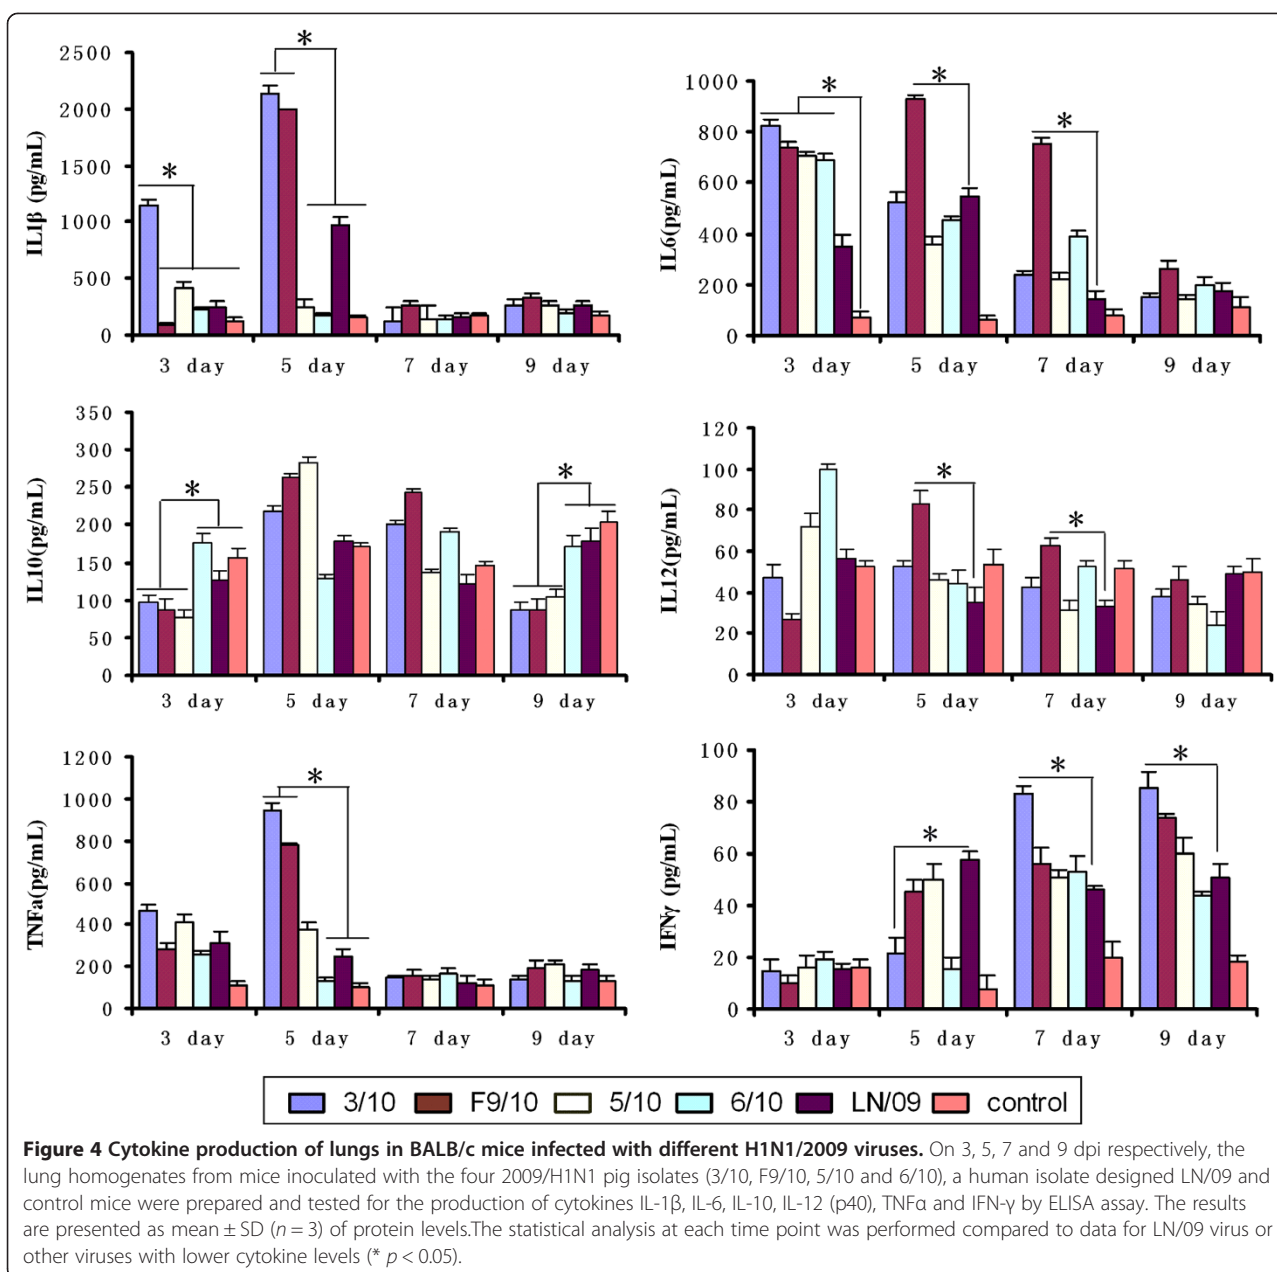 *
2500
2000
1500
1000
500
0
IL1β (pg/mL)
*
3 day 5 day 7 day 9 day
*
*
*
1000
800
600
400
200
0
IL6(pg/mL)
3 day 5 day 7 day 9 day
350
300
250
200
150
100
50
0
IL10(pg/mL)
*
*
3 day 5 day 7 day 9 day
120
100
80
60
40
20
0
IL12(pg/mL)
*
*
3 day 5 day 7 day 9 day
1200
1000
800
600
400
200
0
TNFa(pg/mL)
*
3 day 5 day 7 day 9 day
100
80
60
40
20
0
IFNγ (pg/mL)
*
*
*
3 day 5 day 7 day 9 day
3/10 F9/10 5/10 6/10 LN/09 control
Figure 4 Cytokine production of lungs in BALB/c mice infected with different H1N1/2009 viruses. On 3, 5, 7 and 9 dpi respectively, the
lung homogenates from mice inoculated with the four 2009/H1N1 pig isolates (3/10, F9/10, 5/10 and 6/10), a human isolate designed LN/09 and
control mice were prepared and tested for the production of cytokines IL-1β, IL-6, IL-10, IL-12 (p40), TNFα and IFN-γ by ELISA assay. The results
are presented as mean ± SD (n = 3) of protein levels.The statistical analysis at each time point was performed compared to data for LN/09 virus or
other viruses with lower cytokine levels (* p < 0.05).